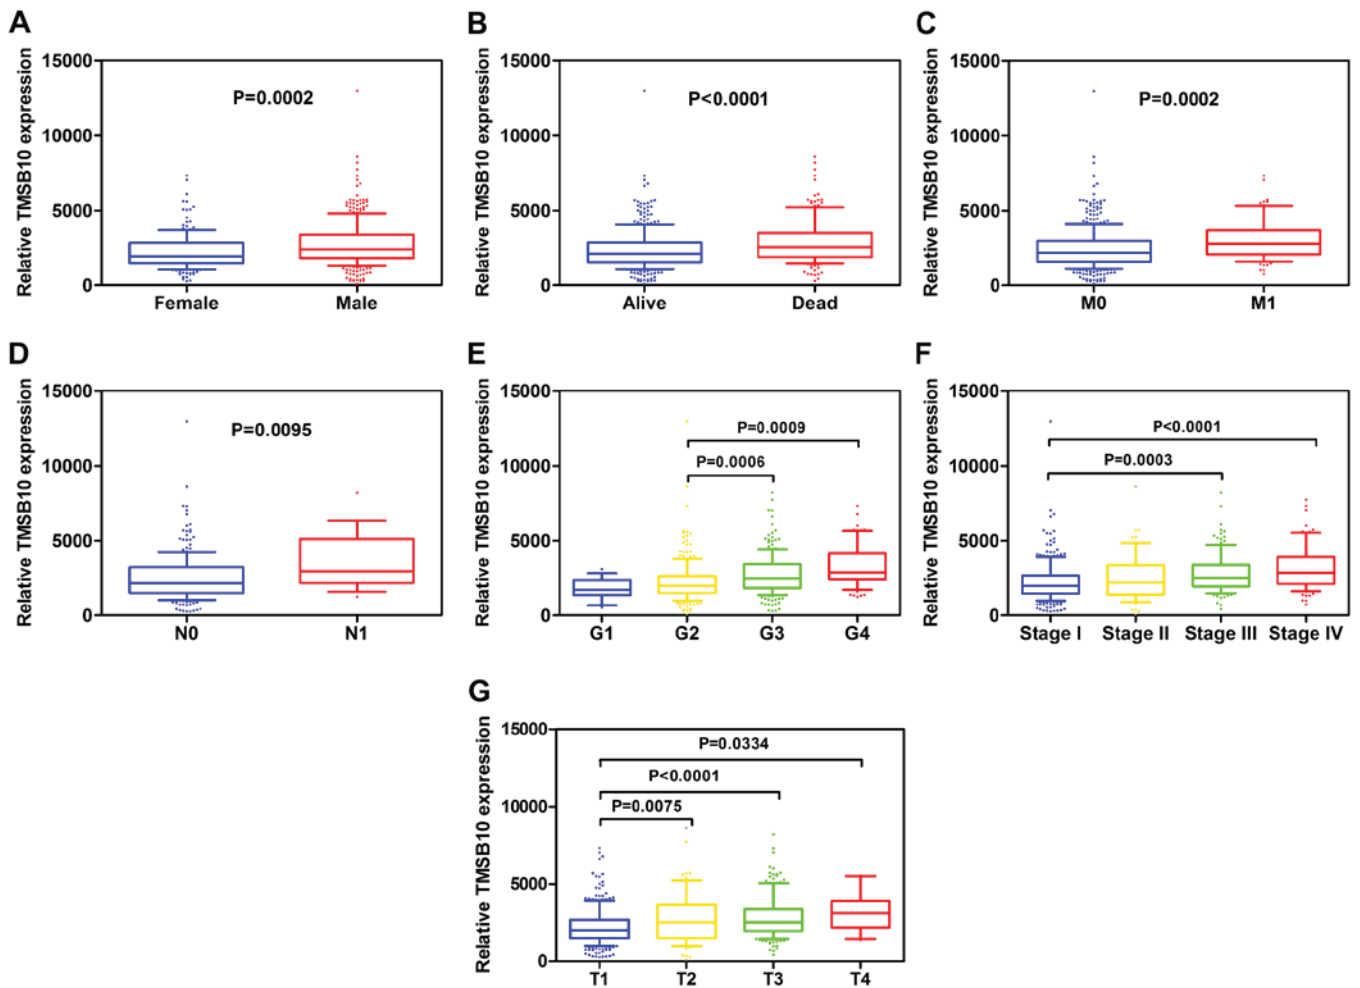 A
Relative TMSB10 expression
15000
10000
5000
0
P=0.0002
Female
Male
B
Relative TMSB10 expression
15000
10000
5000
0
P<0.0001
Alive
Dead
C
Relative TMSB10 expression
15000
10000
5000
0
P=0.0002
M0
M1
D
Relative TMSB10 expression
15000
10000
5000
0
P=0.0095
N0
N1
E
Relative TMSB10 expression
15000
10000
5000
0
P=0.0009
P=0.0006
G1
G2
G3
G4
F
Relative TMSB10 expression
15000
10000
5000
0
P<0.0001
P=0.0003
Stage I
Stage II
Stage III
Stage IV
G
Relative TMSB10 expression
15000
10000
5000
0
P=0.0334
P<0.0001
P=0.0075
T1
T2
T3
T4